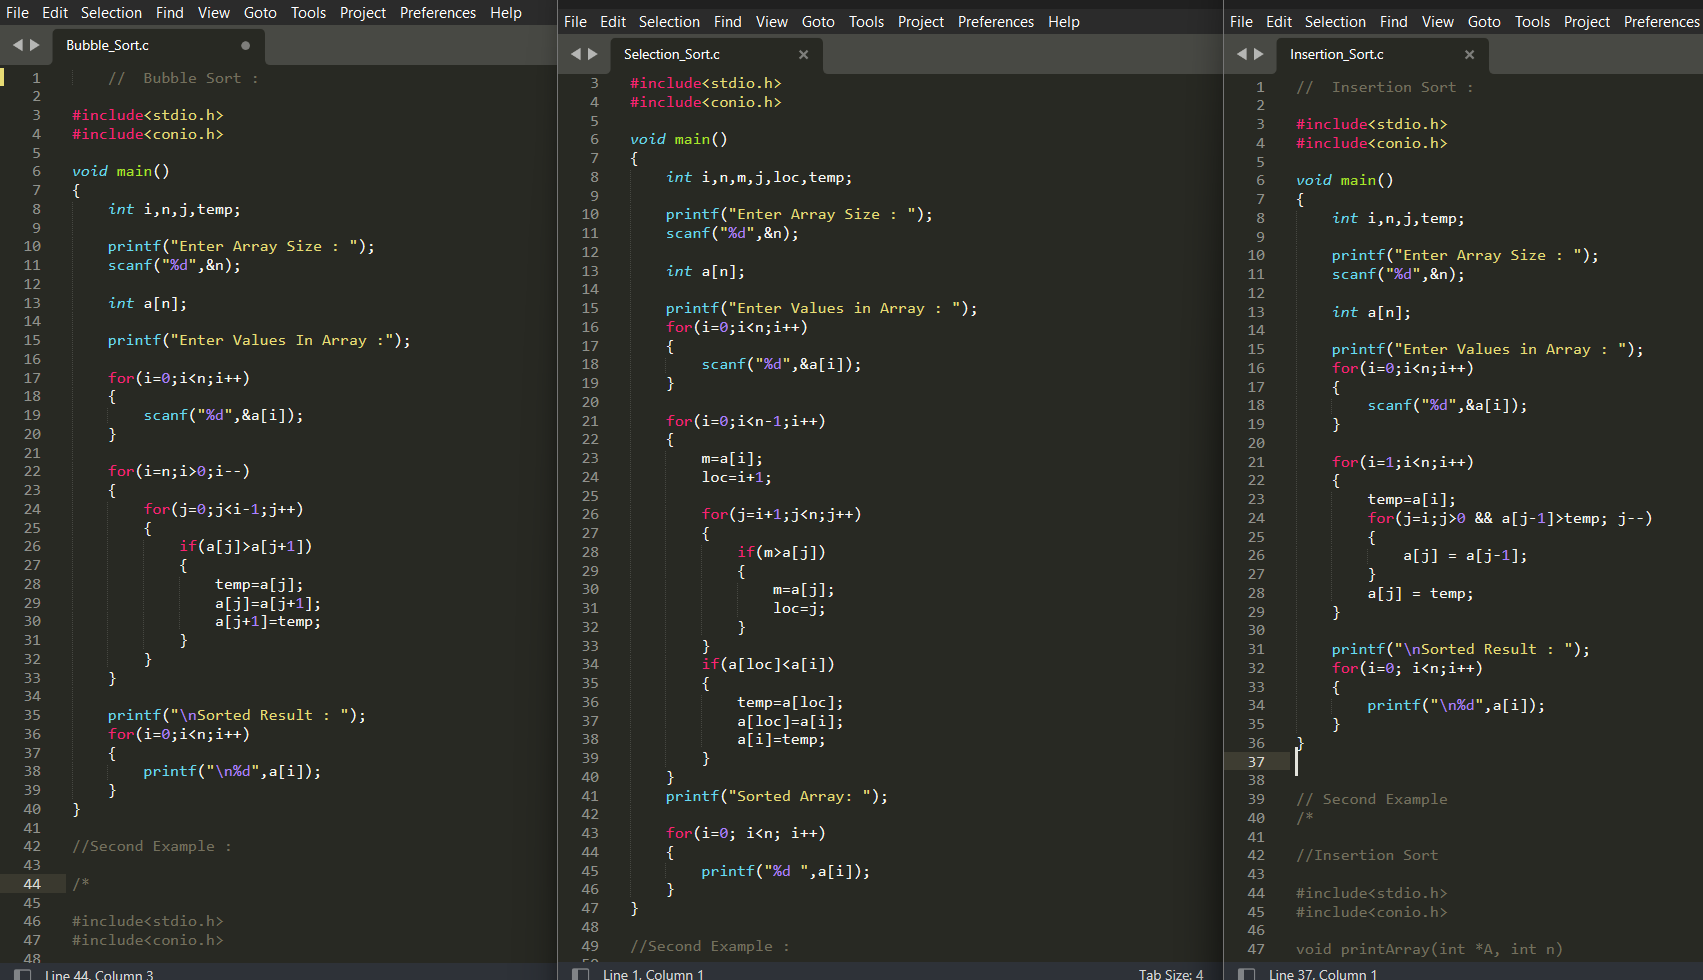 File Edit Selection Find View Goto Tools Project Preferences Help
Bubble_Sort.c
1 // Bubble Sort :
2
3 #include<stdio.h>
4 #include<conio.h>
5
6 void main()
7 {
8 int i,n,j,temp;
9
10 printf("Enter Array Size : ");
11 scanf("%d",&n);
12
13 int a[n];
14
15 printf("Enter Values In Array :");
16
17 for(i=0;i<n;i++)
18 {
19 scanf("%d",&a[i]);
20 }
21
22 for(i=n;i>0;i--)
23 {
24 for(j=0;j<i-1;j++)
25 {
26 if(a[j]>a[j+1])
27 {
28 temp=a[j];
29 a[j]=a[j+1];
30 a[j+1]=temp;
31 }
32 }
33 }
34
35 printf("\nSorted Result : ");
36 for(i=0;i<n;i++)
37 {
38 printf("\n%d",a[i]);
39 }
40 }
41
42 //Second Example :
43
44 /*
45
46 #include<stdio.h>
47 #include<conio.h>
48
Line 44, Column 3
File Edit Selection Find View Goto Tools Project Preferences Help
Selection_Sort.c
3 #include<stdio.h>
4 #include<conio.h>
5
6 void main()
7 {
8 int i,n,m,j,loc,temp;
9
10 printf("Enter Array Size : ");
11 scanf("%d",&n);
12
13 int a[n];
14
15 printf("Enter Values in Array : ");
16 for(i=0;i<n;i++)
17 {
18 scanf("%d",&a[i]);
19 }
20
21 for(i=0;i<n-1;i++)
22 {
23 m=a[i];
24 loc=i+1;
25
26 for(j=i+1;j<n;j++)
27 {
28 if(m>a[j])
29 {
30 m=a[j];
31 loc=j;
32 }
33 }
34 if(a[loc]<a[i])
35 {
36 temp=a[loc];
37 a[loc]=a[i];
38 a[i]=temp;
39 }
40 }
41 printf("Sorted Array: ");
42
43 for(i=0; i<n; i++)
44 {
45 printf("%d ",a[i]);
46 }
47 }
48
49 //Second Example :
Line 1, Column 1 Tab Size: 4
File Edit Selection Find View Goto Tools Project Preferences
Insertion_Sort.c
1 // Insertion Sort :
2
3 #include<stdio.h>
4 #include<conio.h>
5
6 void main()
7 {
8 int i,n,j,temp;
9
10 printf("Enter Array Size : ");
11 scanf("%d",&n);
12
13 int a[n];
14
15 printf("Enter Values in Array : ");
16 for(i=0;i<n;i++)
17 {
18 scanf("%d",&a[i]);
19 }
20
21 for(i=1;i<n;i++)
22 {
23 temp=a[i];
24 for(j=i;j>0 && a[j-1]>temp; j--)
25 {
26 a[j] = a[j-1];
27 }
28 a[j] = temp;
29 }
30
31 printf("\nSorted Result : ");
32 for(i=0; i<n;i++)
33 {
34 printf("\n%d",a[i]);
35 }
36 }
37
38
39 // Second Example
40 /*
41
42 //Insertion Sort
43
44 #include<stdio.h>
45 #include<conio.h>
46
47 void printArray(int *A, int n)
Line 37, Column 1